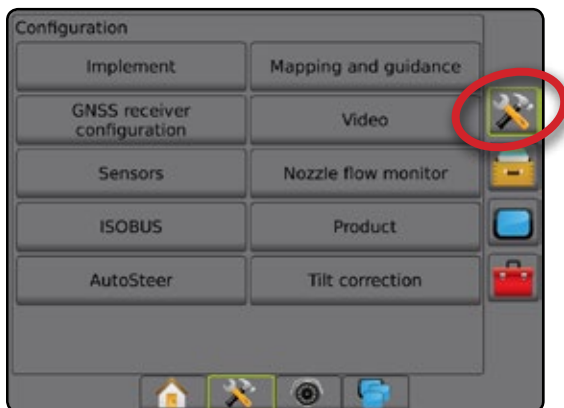 Configuration
Implement
Mapping and guidance
GNSS receiver
configuration
Video
Sensors
Nozzle flow monitor
ISOBUS
Product
AutoSteer
Tilt correction